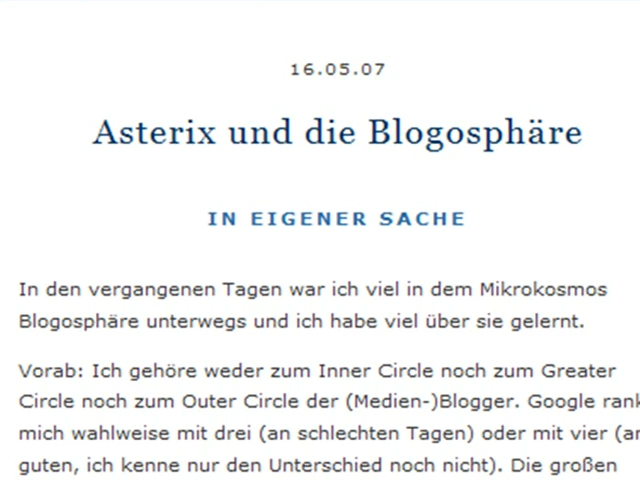 16.05.07
Asterix und die Blogosphäre
IN EIGENER SACHE
In den vergangenen Tagen war ich viel in dem Mikrokosmos
Blogosphäre unterwegs und ich habe viel über sie gelernt.
Vorab: Ich gehöre weder zum Inner Circle noch zum Greater
Circle noch zum Outer Circle der (Medien-)Blogger. Google rank
mich wahlweise mit drei (an schlechten Tagen) oder mit vier (an
guten, ich kenne nur den Unterschied noch nicht). Die großen